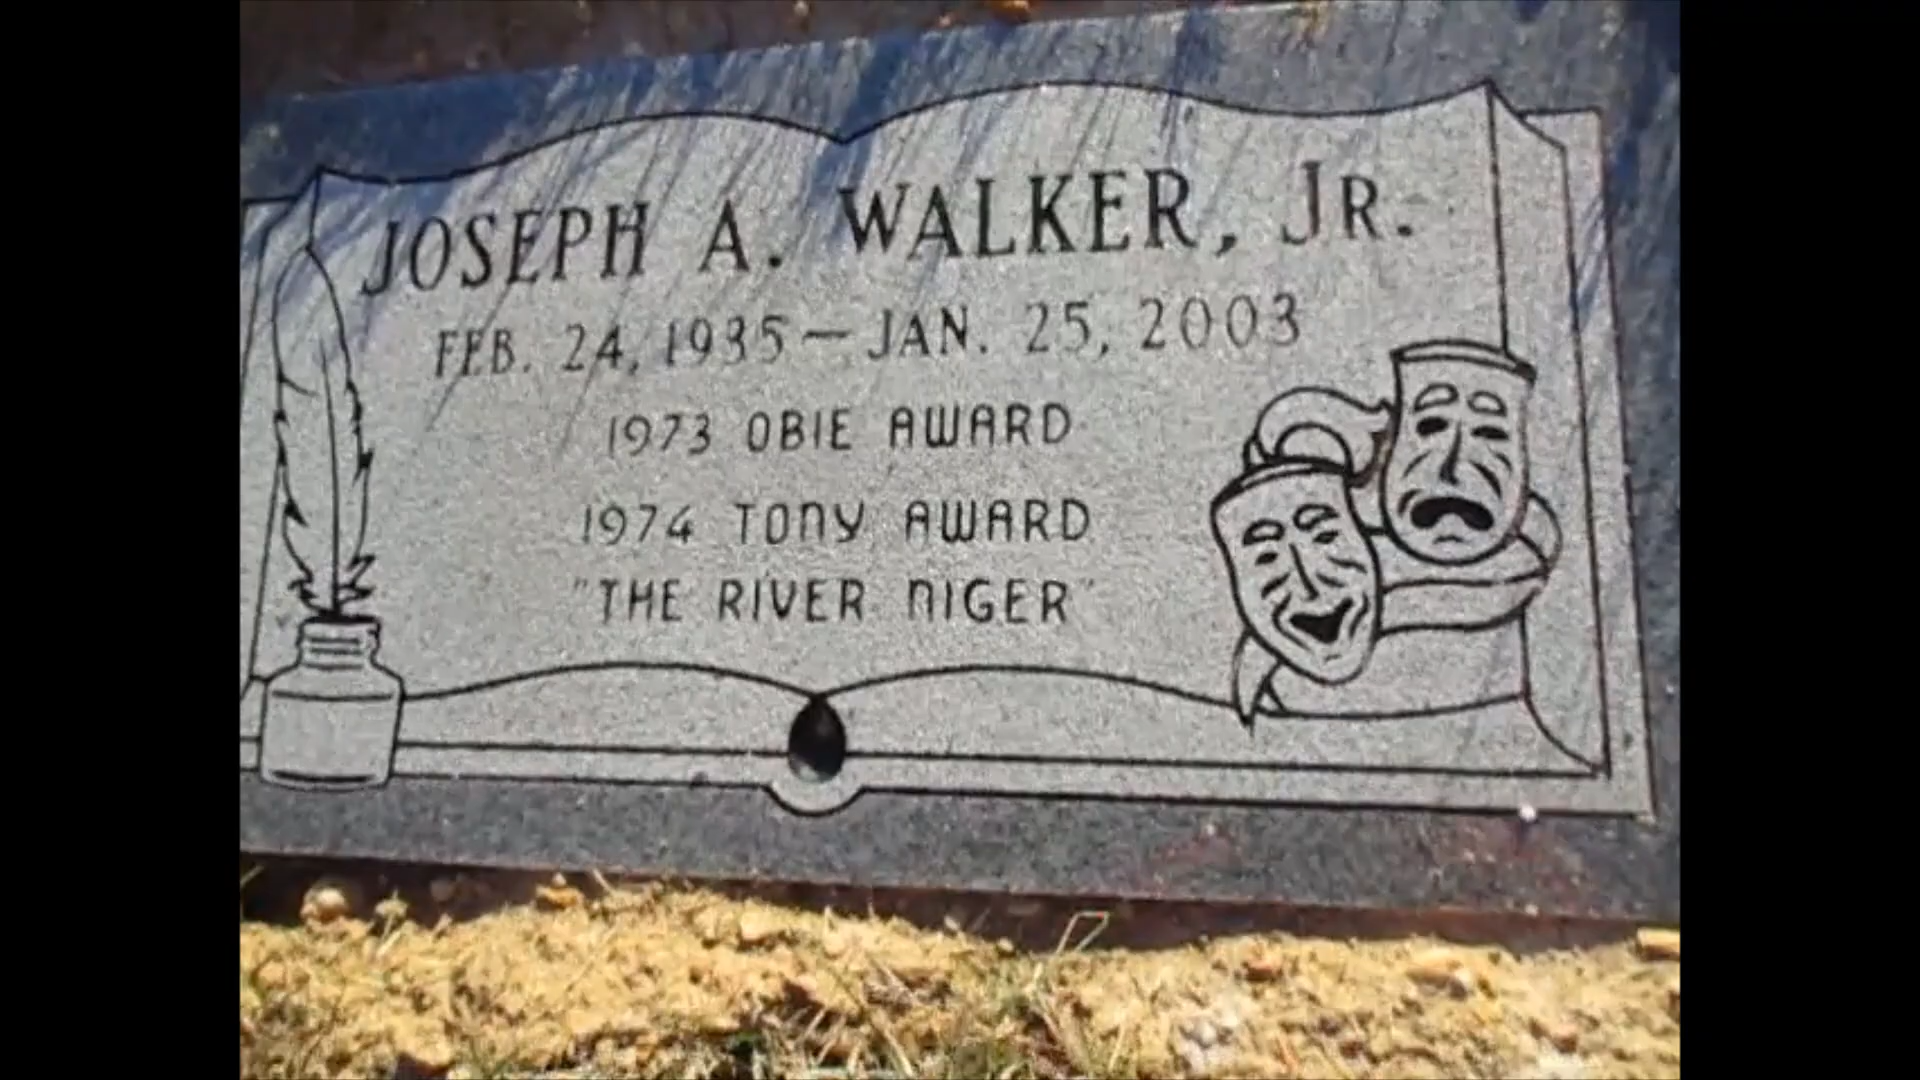 JOSEPH A. WALKER, JR.
FEB. 24, 1935 — JAN. 25, 2003
1973 OBIE AWARD
1974 TONY AWARD
"THE RIVER NIGER"